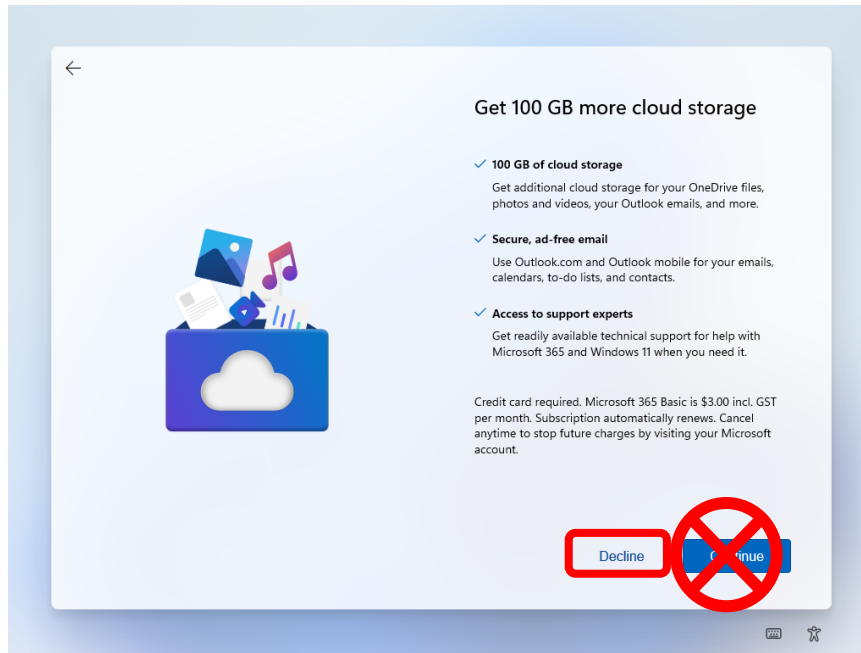 Get 100 GB more cloud storage
100 GB of cloud storage
Get additional cloud storage for your OneDrive files,
photos and videos, your Outlook emails, and more.
Secure, ad-free email
Use Outlook.com and Outlook mobile for your emails,
calendars, to-do lists, and contacts.
Access to support experts
Get readily available technical support for help with
Microsoft 365 and Windows 11 when you need it.
Credit card required. Microsoft 365 Basic is $3.00 incl. GST
per month. Subscription automatically renews. Cancel
anytime to stop future charges by visiting your Microsoft
account.
Decline
Continue